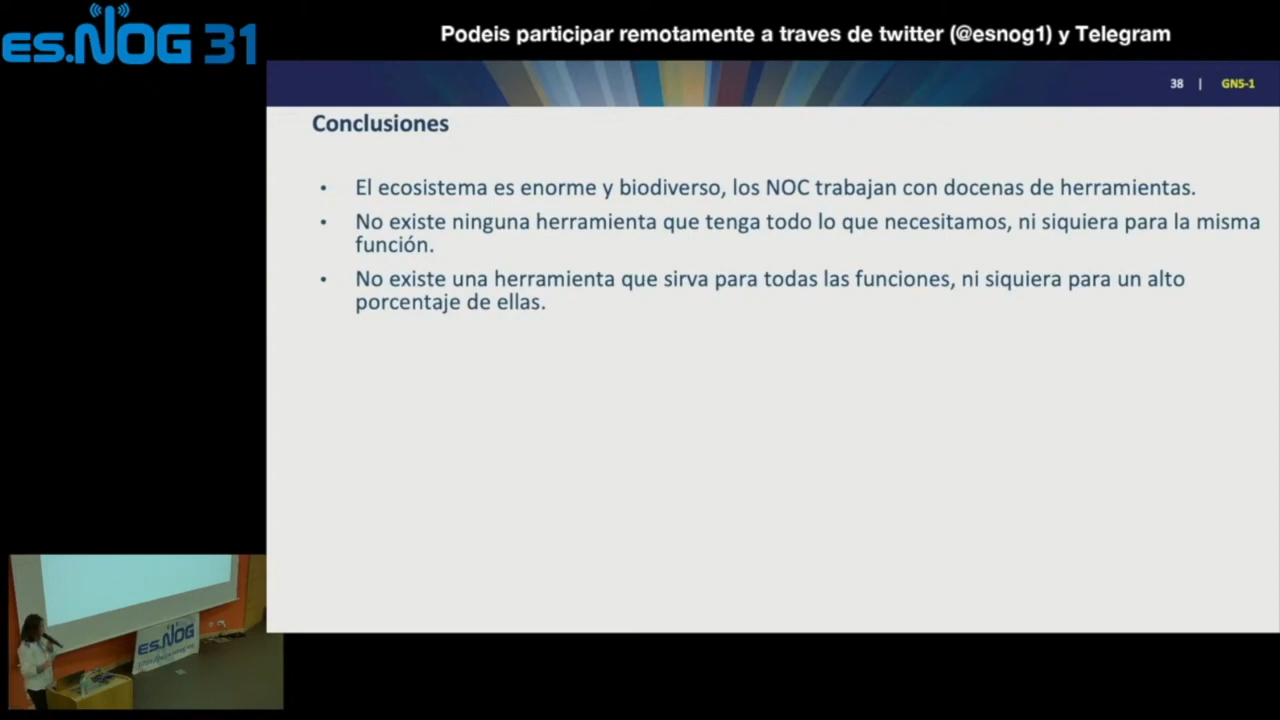 es.NOG 31
Podeis participar remotamente a traves de twitter (@esnog1) y Telegram
38 | GN5-1
Conclusiones
• El ecosistema es enorme y biodiverso, los NOC trabajan con docenas de herramientas.
• No existe ninguna herramienta que tenga todo lo que necesitamos, ni siquiera para la misma
función.
• No existe una herramienta que sirva para todas las funciones, ni siquiera para un alto
porcentaje de ellas.
es.NOG